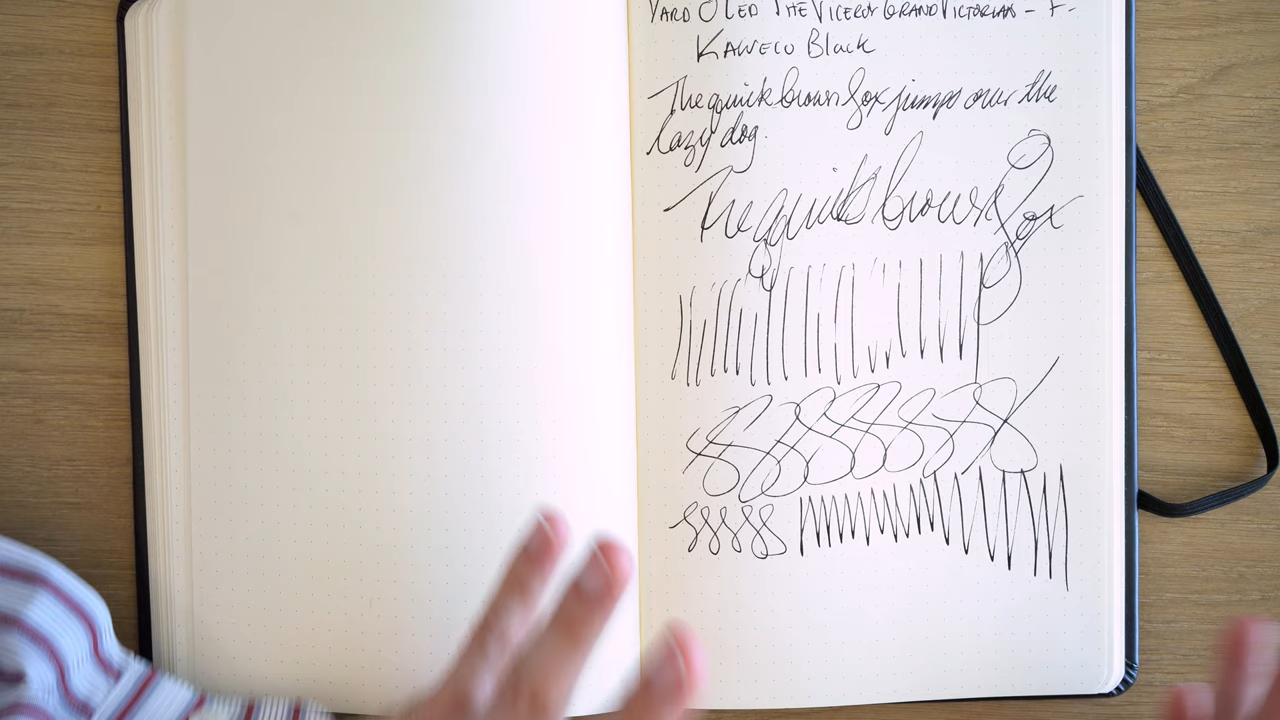 YARD O LED THE VICEROY GRAND VICTORIAN - F.
KAWECO Black
The quick brown fox jumps over the
lazy dog.
The quick brown fox